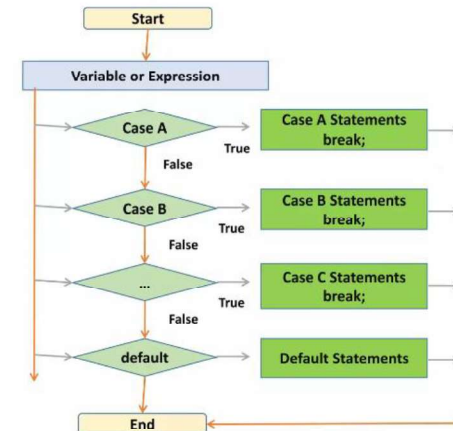 Start
Variable or Expression
Case A
True
Case A Statements
break;
False
Case B
True
Case B Statements
break;
False
...
True
Case C Statements
break;
False
default
Default Statements
End